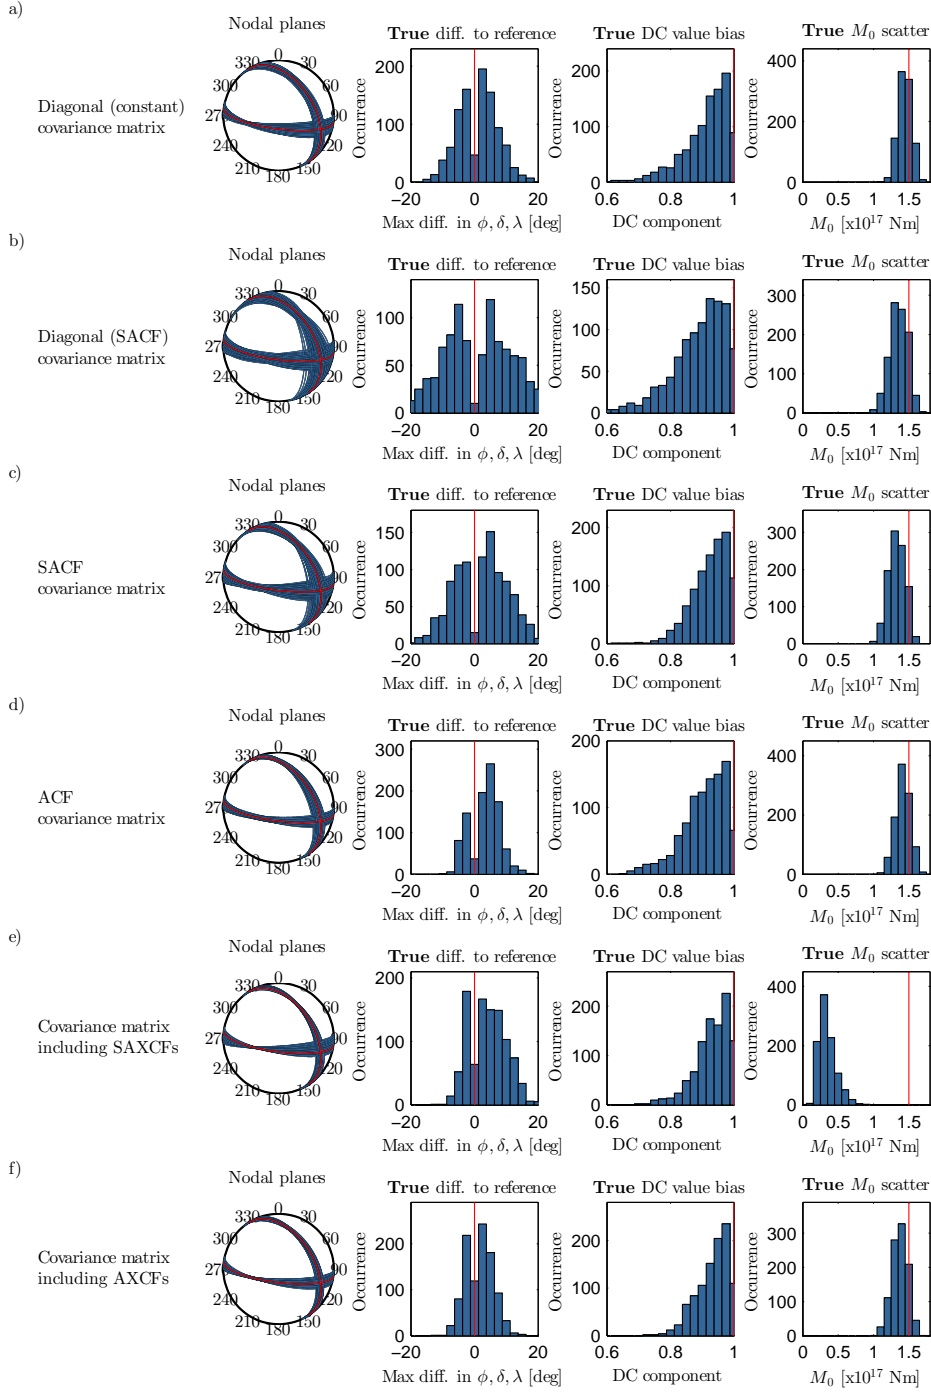 a)
Nodal planes
True diff. to reference
True DC value bias
True M₀ scatter
Diagonal (constant)
covariance matrix
0
30
60
90
120
150
180
210
240
27
300
330
Occurrence
200
100
0
−20
0
20
Max diff. in ϕ, δ, λ [deg]
Occurrence
200
100
0
0.6
0.8
1
DC component
Occurrence
400
200
0
0
0.5
1
1.5
M₀ [x10¹⁷ Nm]
b)
Nodal planes
True diff. to reference
True DC value bias
True M₀ scatter
Diagonal (SACF)
covariance matrix
0
30
60
90
120
150
180
210
240
27
300
330
Occurrence
100
50
0
−20
0
20
Max diff. in ϕ, δ, λ [deg]
Occurrence
150
100
50
0
0.6
0.8
1
DC component
Occurrence
300
200
100
0
0
0.5
1
1.5
M₀ [x10¹⁷ Nm]
c)
Nodal planes
True diff. to reference
True DC value bias
True M₀ scatter
SACF
covariance matrix
0
30
60
90
120
150
180
210
240
27
300
330
Occurrence
150
100
50
0
−20
0
20
Max diff. in ϕ, δ, λ [deg]
Occurrence
200
100
0
0.6
0.8
1
DC component
Occurrence
300
200
100
0
0
0.5
1
1.5
M₀ [x10¹⁷ Nm]
d)
Nodal planes
True diff. to reference
True DC value bias
True M₀ scatter
ACF
covariance matrix
0
30
60
90
120
150
180
210
240
27
300
330
Occurrence
300
200
100
0
−20
0
20
Max diff. in ϕ, δ, λ [deg]
Occurrence
200
100
0
0.6
0.8
1
DC component
Occurrence
400
200
0
0
0.5
1
1.5
M₀ [x10¹⁷ Nm]
e)
Nodal planes
True diff. to reference
True DC value bias
True M₀ scatter
Covariance matrix
including SAXCFs
0
30
60
90
120
150
180
210
240
27
300
330
Occurrence
200
100
0
−20
0
20
Max diff. in ϕ, δ, λ [deg]
Occurrence
200
100
0
0.6
0.8
1
DC component
Occurrence
400
200
0
0
0.5
1
1.5
M₀ [x10¹⁷ Nm]
f)
Nodal planes
True diff. to reference
True DC value bias
True M₀ scatter
Covariance matrix
including AXCFs
0
30
60
90
120
150
180
210
240
27
300
330
Occurrence
200
100
0
−20
0
20
Max diff. in ϕ, δ, λ [deg]
Occurrence
200
100
0
0.6
0.8
1
DC component
Occurrence
300
200
100
0
0
0.5
1
1.5
M₀ [x10¹⁷ Nm]